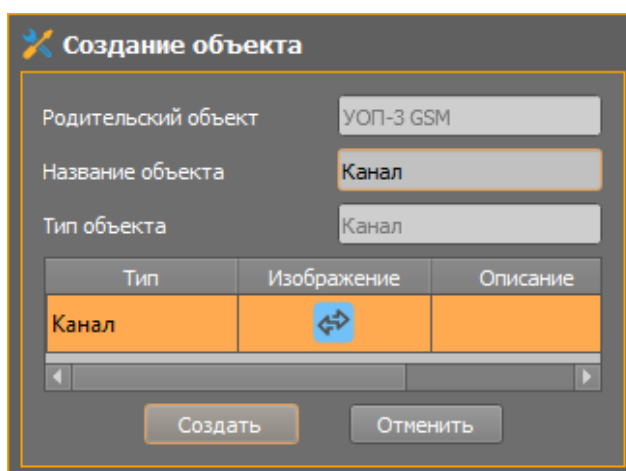 Создание объекта
Родительский объект УОП-3 GSM
Название объекта Канал
Тип объекта Канал
Тип Изображение Описание
Канал
Создать Отменить